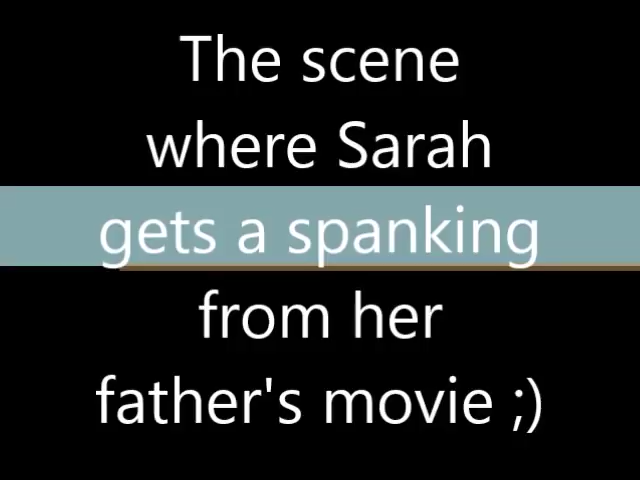 The scene
where Sarah
gets a spanking
from her
father's movie ;)